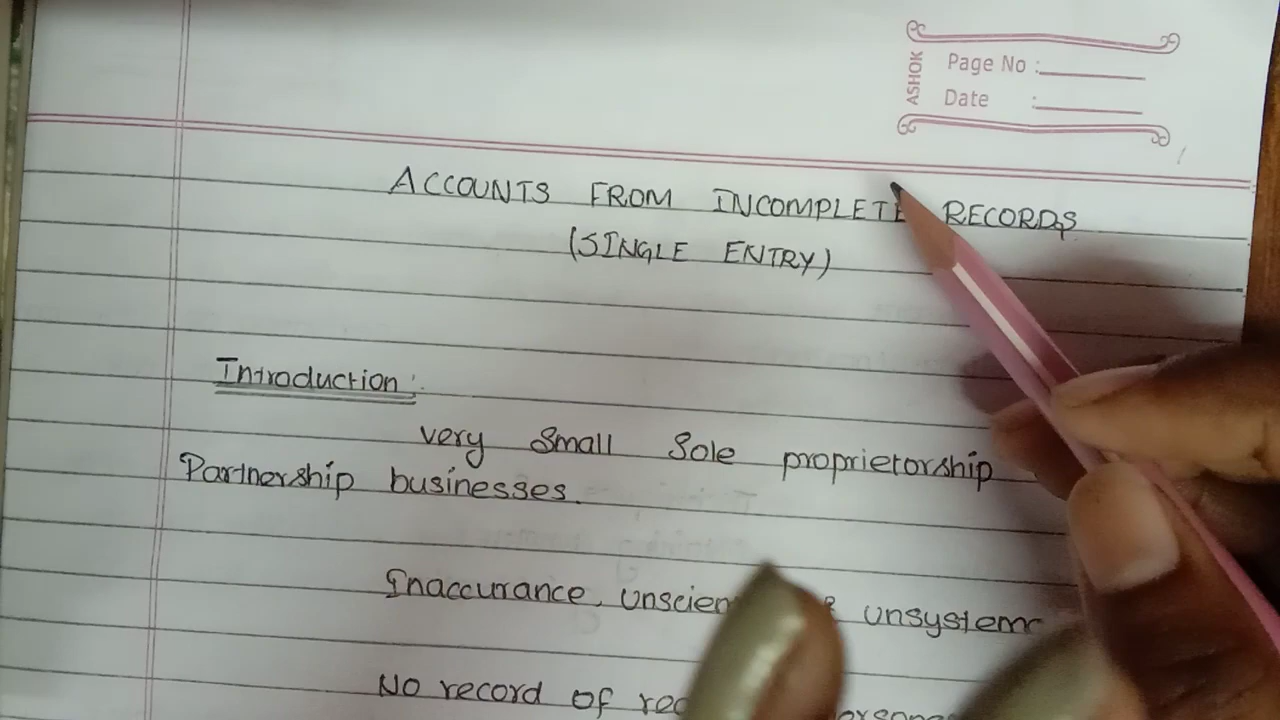 ASHOK
Page No :
Date :
ACCOUNTS FROM INCOMPLETE RECORDS
(SINGLE ENTRY)
Introduction :
Very Small Sole proprietorship
Partnership businesses.
Inaccurance, Unscien & unsystem
No record of